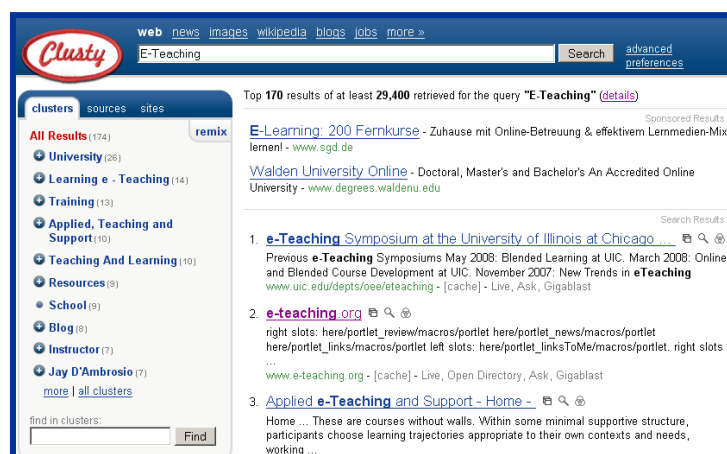 Clusty
web news images wikipedia blogs jobs more »
E-Teaching
Search
advanced
preferences
clusters sources sites
remix
All Results (174)
University (26)
Learning e - Teaching (14)
Training (13)
Applied, Teaching and
Support (10)
Teaching And Learning (10)
Resources (9)
School (9)
Blog (8)
Instructor (7)
Jay D'Ambrosio (7)
more | all clusters
find in clusters:
Find
Top 170 results of at least 29,400 retrieved for the query "E-Teaching" (details)
Sponsored Results
E-Learning: 200 Fernkurse - Zuhause mit Online-Betreuung & effektivem Lernmedien-Mix
lernen! - www.sgd.de
Walden University Online - Doctoral, Master's and Bachelor's An Accredited Online
University - www.degrees.waldenu.edu
Search Results
1. e-Teaching Symposium at the University of Illinois at Chicago ...
Previous e-Teaching Symposiums May 2008: Blended Learning at UIC. March 2008: Online
and Blended Course Development at UIC. November 2007: New Trends in eTeaching
www.uic.edu/depts/oee/eteaching - [cache] - Live, Ask, Gigablast
2. e-teaching.org
right slots: here/portlet_review/macros/portlet here/portlet_news/macros/portlet
here/portlet_links/macros/portlet left slots: here/portlet_linksToMe/macros/portlet. right slots
...
www.e-teaching.org - [cache] - Live, Open Directory, Ask, Gigablast
3. Applied e-Teaching and Support - Home -
Home ... These are courses without walls. Within some minimal supportive structure,
participants choose learning trajectories appropriate to their own contexts and needs,
working ...